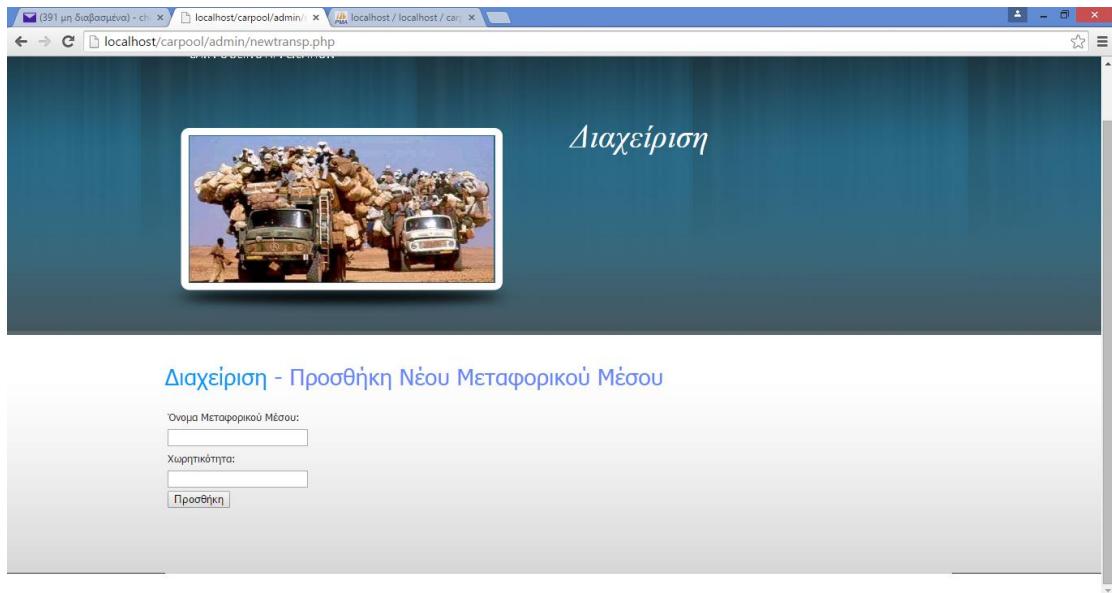 (391 μη διαβασμένα) - ch
localhost/carpool/admin/
localhost / localhost / car
localhost/carpool/admin/newtransp.php
Διαχείριση
Διαχείριση - Προσθήκη Νέου Μεταφορικού Μέσου
Όνομα Μεταφορικού Μέσου:
Χωρητικότητα:
Προσθήκη